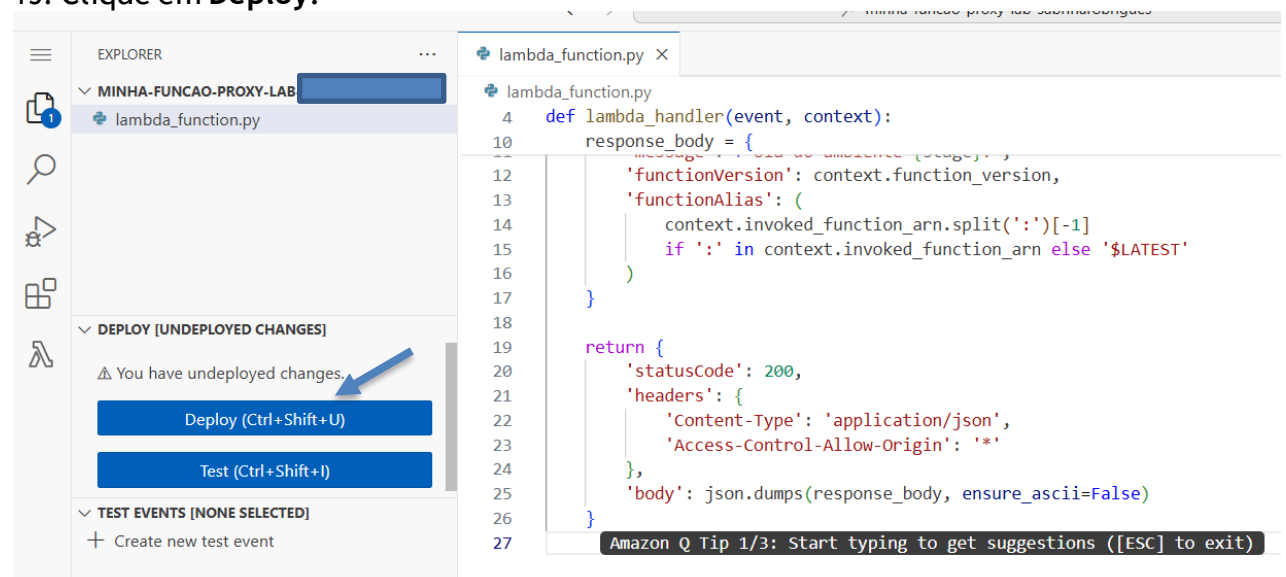 Clique em Deploy.
EXPLORER ...
lambda_function.py ×
MINHA-FUNCAO-PROXY-LAB
lambda_function.py
1
lambda_function.py
4 def lambda_handler(event, context):
10 response_body = {
12 'functionVersion': context.function_version,
13 'functionAlias': (
14 context.invoked_function_arn.split(':')[-1]
15 if ':' in context.invoked_function_arn else '$LATEST'
16 )
17 }
18
19 return {
20 'statusCode': 200,
21 'headers': {
22 'Content-Type': 'application/json',
23 'Access-Control-Allow-Origin': '*'
24 },
25 'body': json.dumps(response_body, ensure_ascii=False)
26 }
27 Amazon Q Tip 1/3: Start typing to get suggestions ([ESC] to exit)
DEPLOY [UNDEPLOYED CHANGES]
⚠ You have undeployed changes.
Deploy (Ctrl+Shift+U)
Test (Ctrl+Shift+I)
TEST EVENTS [NONE SELECTED]
+ Create new test event